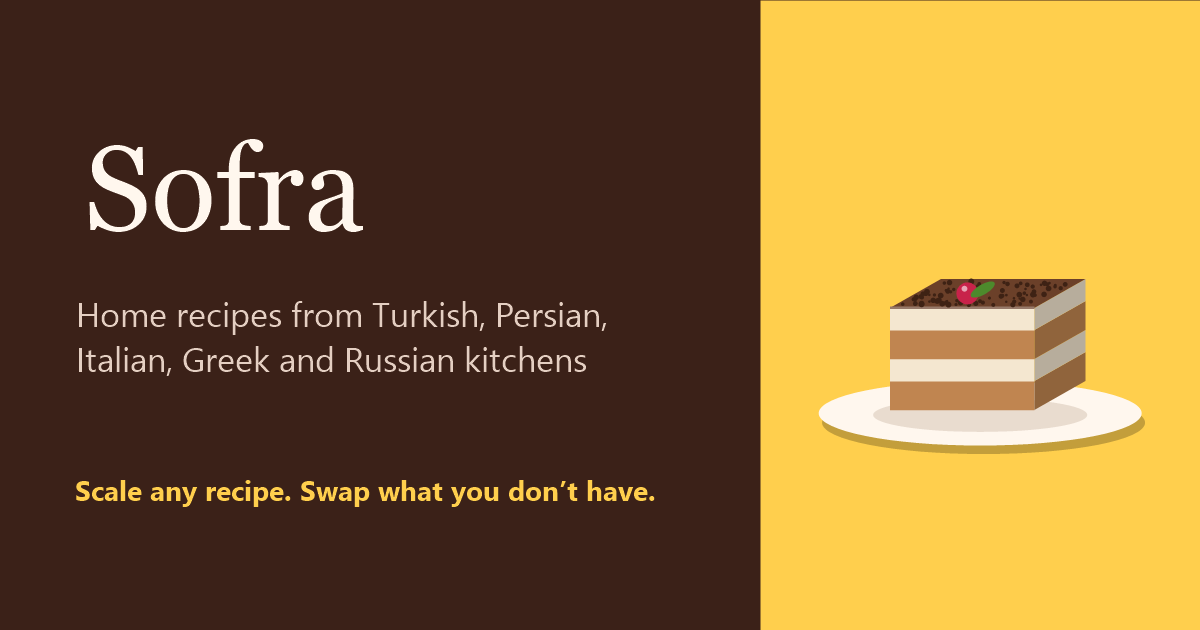 Sofra
Home recipes from Turkish, Persian,
Italian, Greek and Russian kitchens
Scale any recipe. Swap what you don’t have.